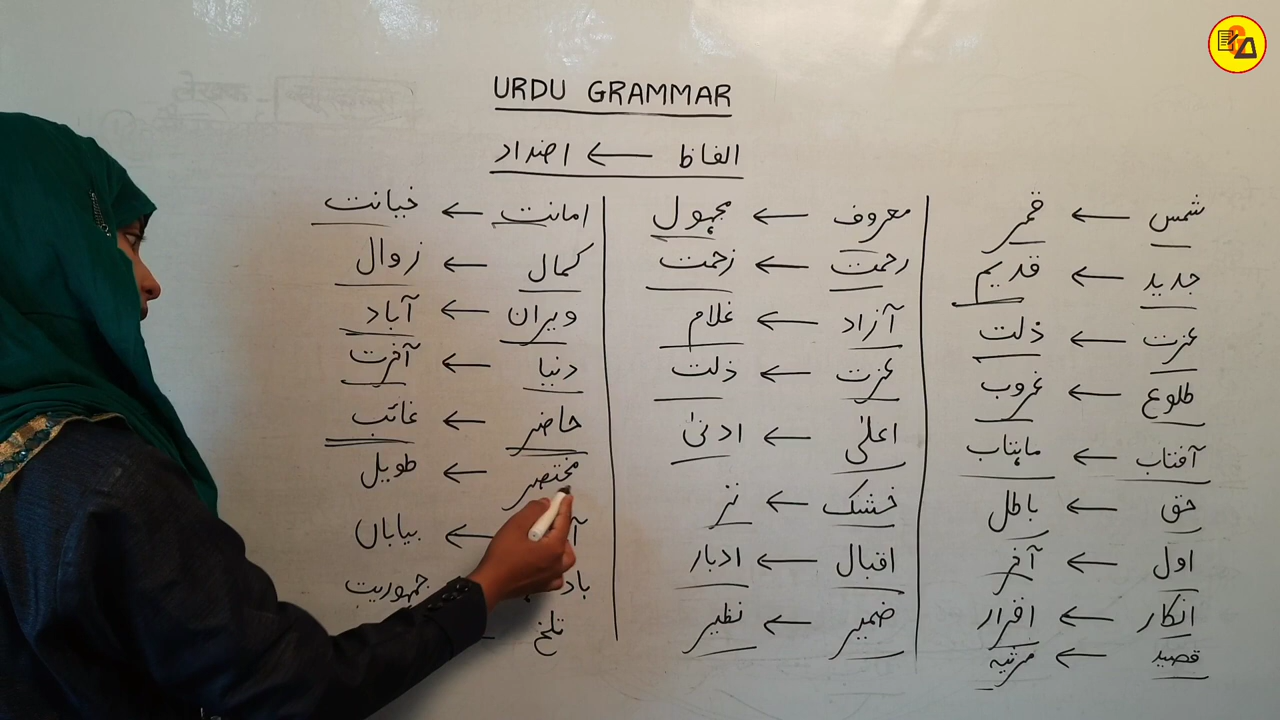 URDU GRAMMAR
الفاظ ← اضداد
شمس ← قمر
جدید ← قدیم
عزت ← ذلت
طلوع ← غروب
آفتاب ← ماہتاب
حق ← باطل
اول ← آخر
انکار ← اقرار
قصید ← مرثیہ
معروف ← مجہول
رحمت ← زحمت
آزاد ← غلام
عزت ← ذلت
اعلیٰ ← ادنیٰ
خشک ← تر
اقبال ← ادبار
ضمیر ← نظیر
امانت ← خیانت
کمال ← زوال
ویران ← آباد
دنیا ← آخرت
حاضر ← غائب
مختصر ← طویل
← بیاباں
جمہوریت
تلخ